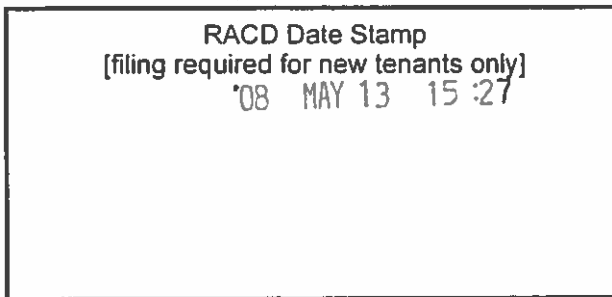 RACD Date Stamp
[filing required for new tenants only]
'08 MAY 13 15:27